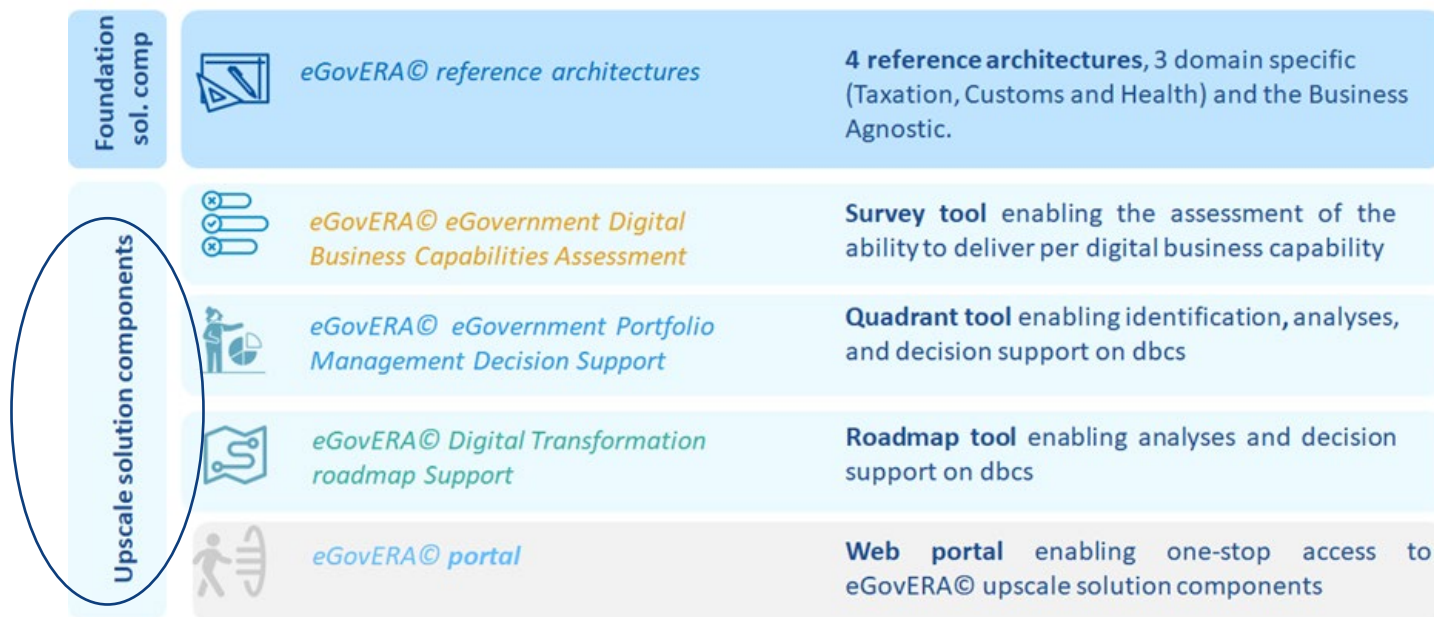 Foundation
sol. comp
eGovERA© reference architectures
4 reference architectures, 3 domain specific
(Taxation, Customs and Health) and the Business
Agnostic.
Upscale solution components
eGovERA© eGovernment Digital
Business Capabilities Assessment
Survey tool enabling the assessment of the
ability to deliver per digital business capability
eGovERA© eGovernment Portfolio
Management Decision Support
Quadrant tool enabling identification, analyses,
and decision support on dbcs
eGovERA© Digital Transformation
roadmap Support
Roadmap tool enabling analyses and decision
support on dbcs
eGovERA© portal
Web portal enabling one-stop access to
eGovERA© upscale solution components